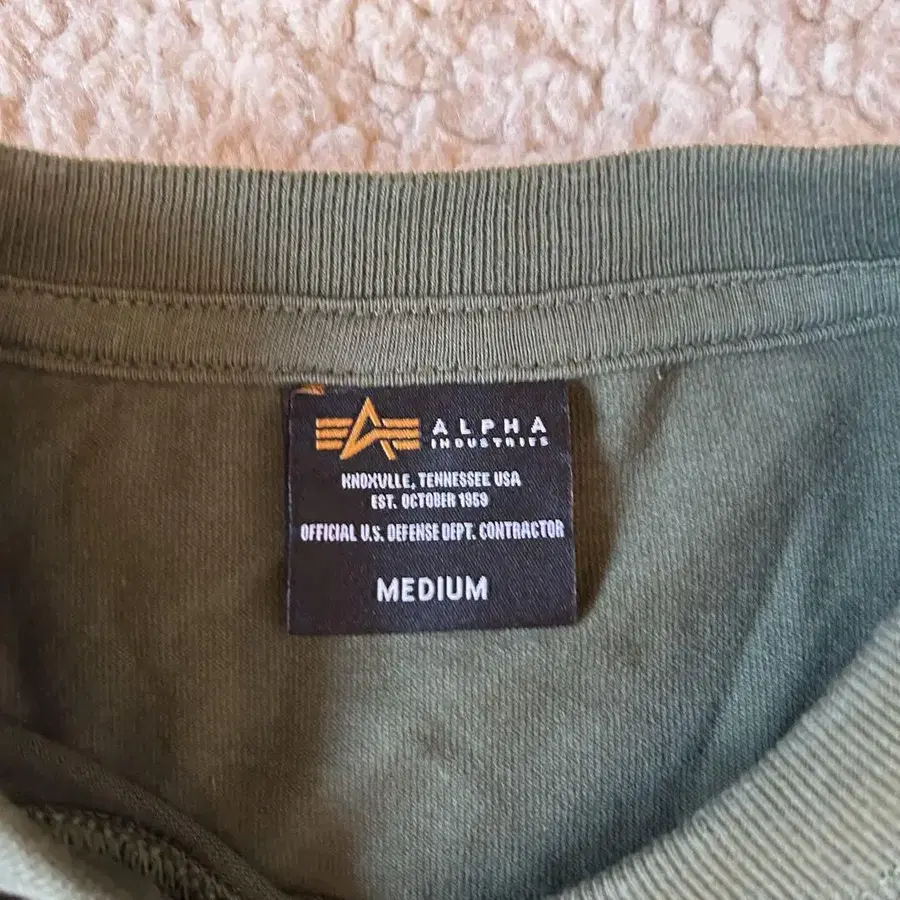 ALPHA
INDUSTRIES
KNOXVILLE, TENNESSEE USA
EST. OCTOBER 1959
OFFICIAL U.S. DEFENSE DEPT. CONTRACTOR
MEDIUM